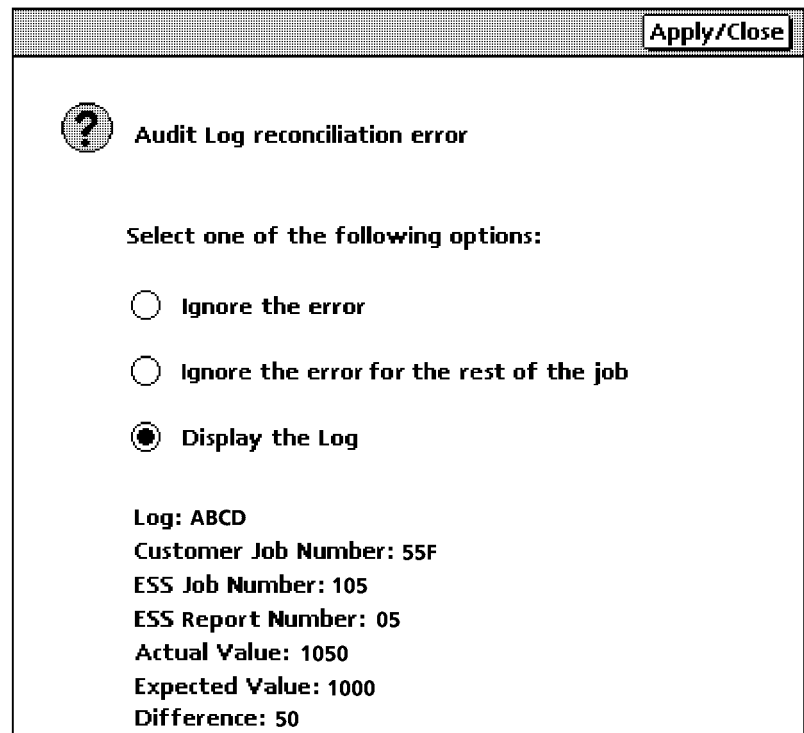 Apply/Close
?
Audit Log reconciliation error
Select one of the following options:
Ignore the error
Ignore the error for the rest of the job
Display the Log
Log: ABCD
Customer Job Number: 55F
ESS Job Number: 105
ESS Report Number: 05
Actual Value: 1050
Expected Value: 1000
Difference: 50